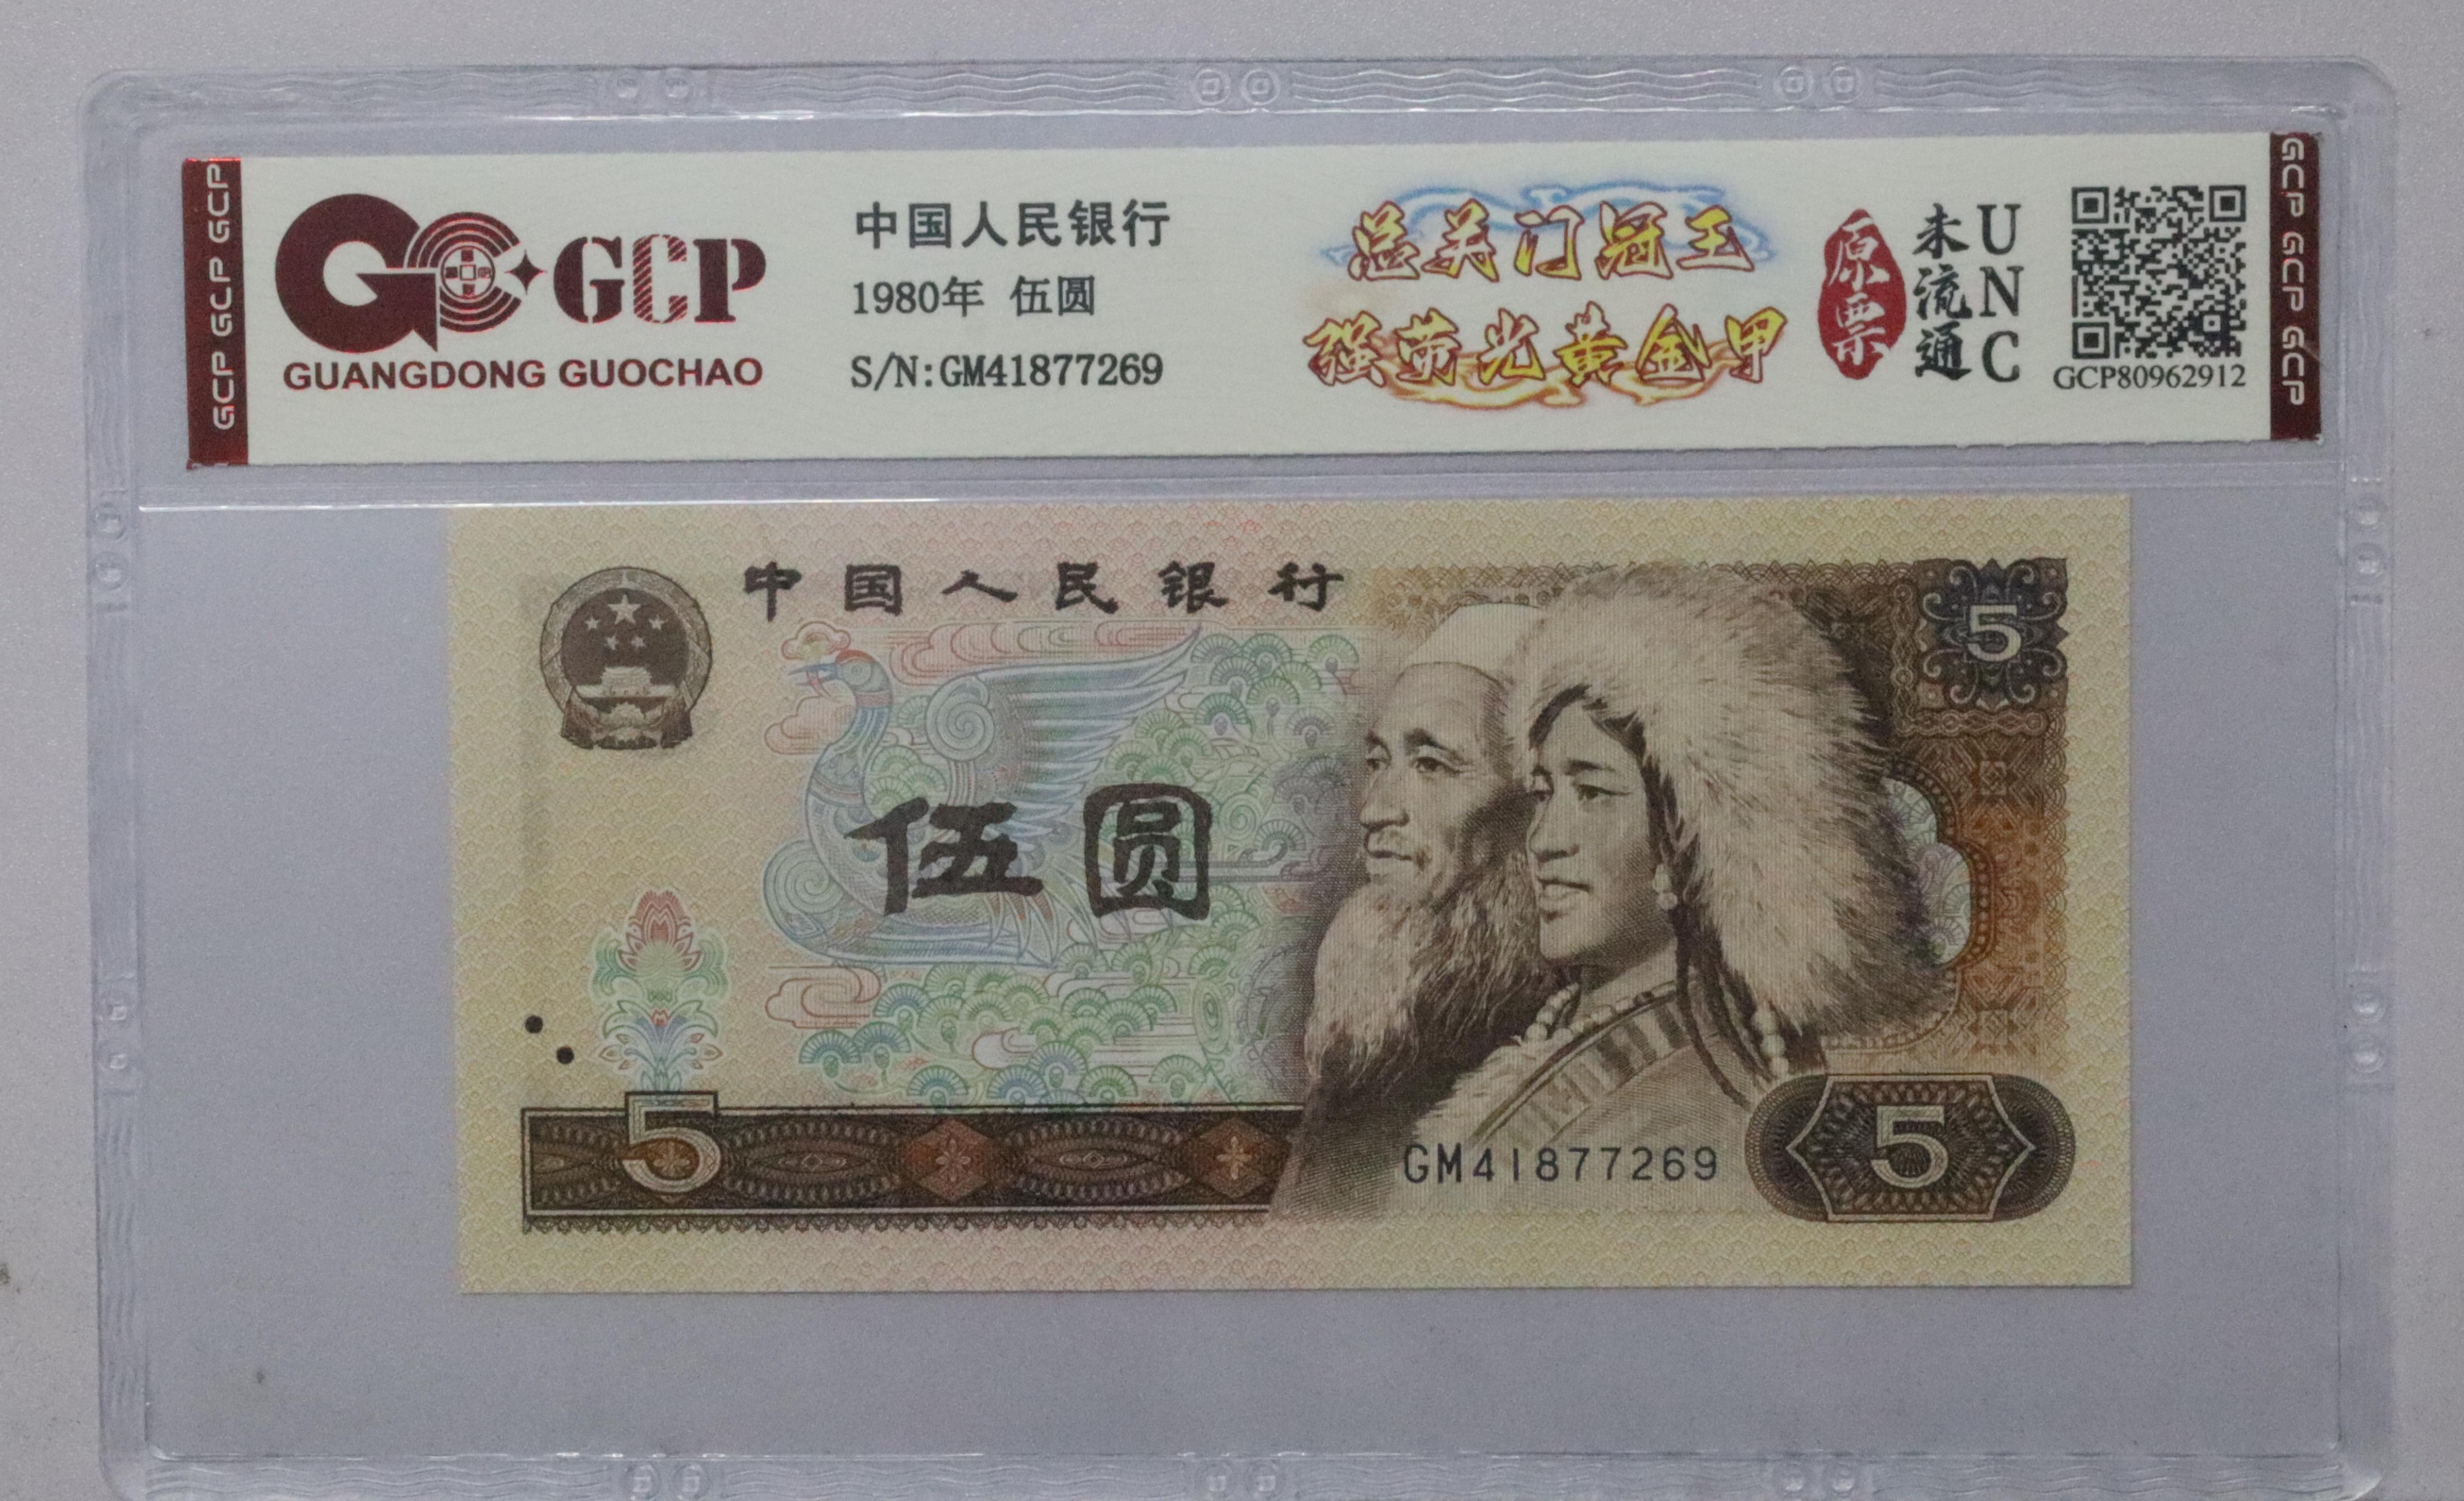 GCP GCP GCP
GCP
GUANGDONG GUOCHAO
中国人民银行
1980年 伍圆
S/N:GM41877269
总关门冠王
强荧光黄金甲
原票
未流通
UNC
GCP80962912
GCP GCP GCP
中国人民银行
5
伍圆
5
GM41877269
5